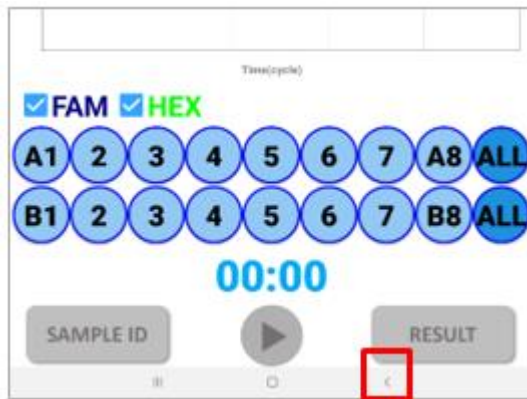 Time(cycle)
FAM HEX
A1 2 3 4 5 6 7 A8 ALL
B1 2 3 4 5 6 7 B8 ALL
00:00
SAMPLE ID RESULT